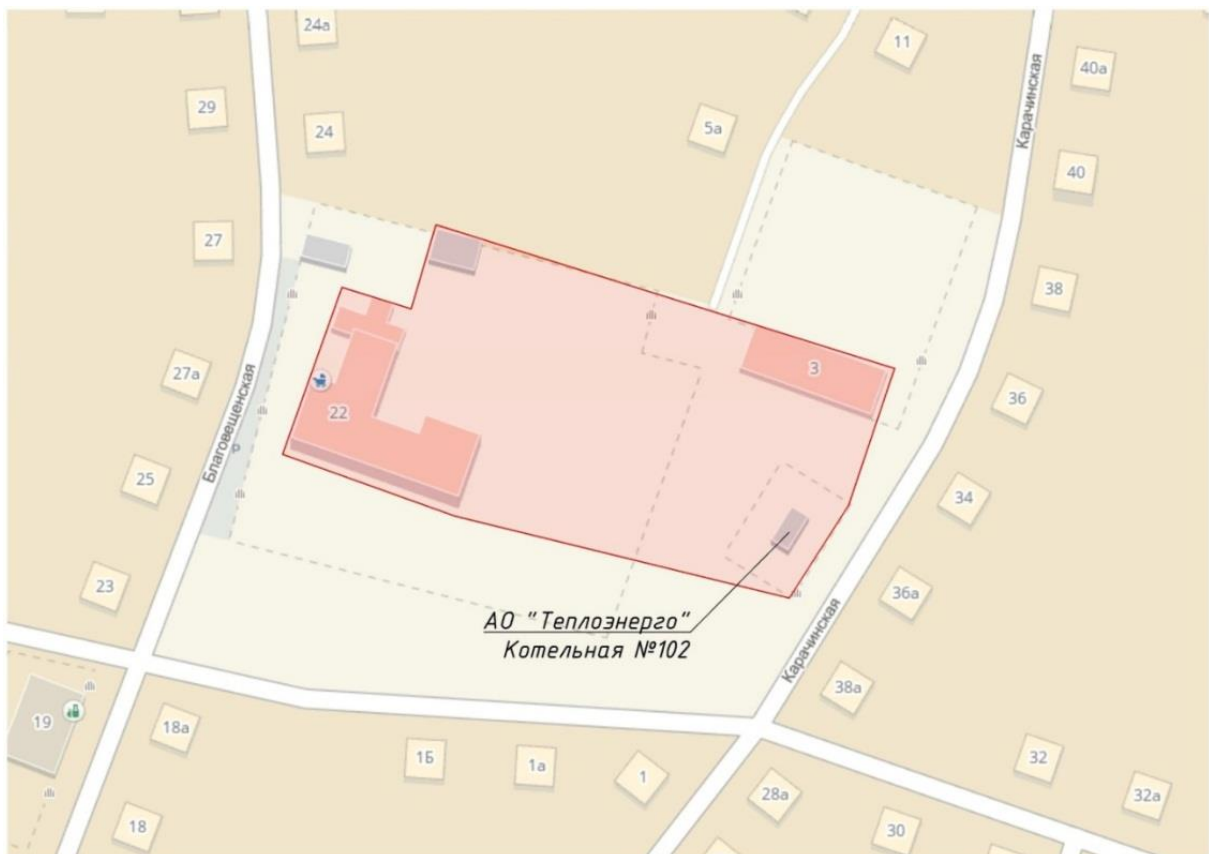 24а
11
Карачинская
40а
29
24
5а
40
27
38
3
27а
36
22
Благовещенская
25
34
23
36а
АО "Теплоэнерго"
Котельная №102
Карачинская
38а
19
18а
1Б
1а
1
32
28а
32а
18
30